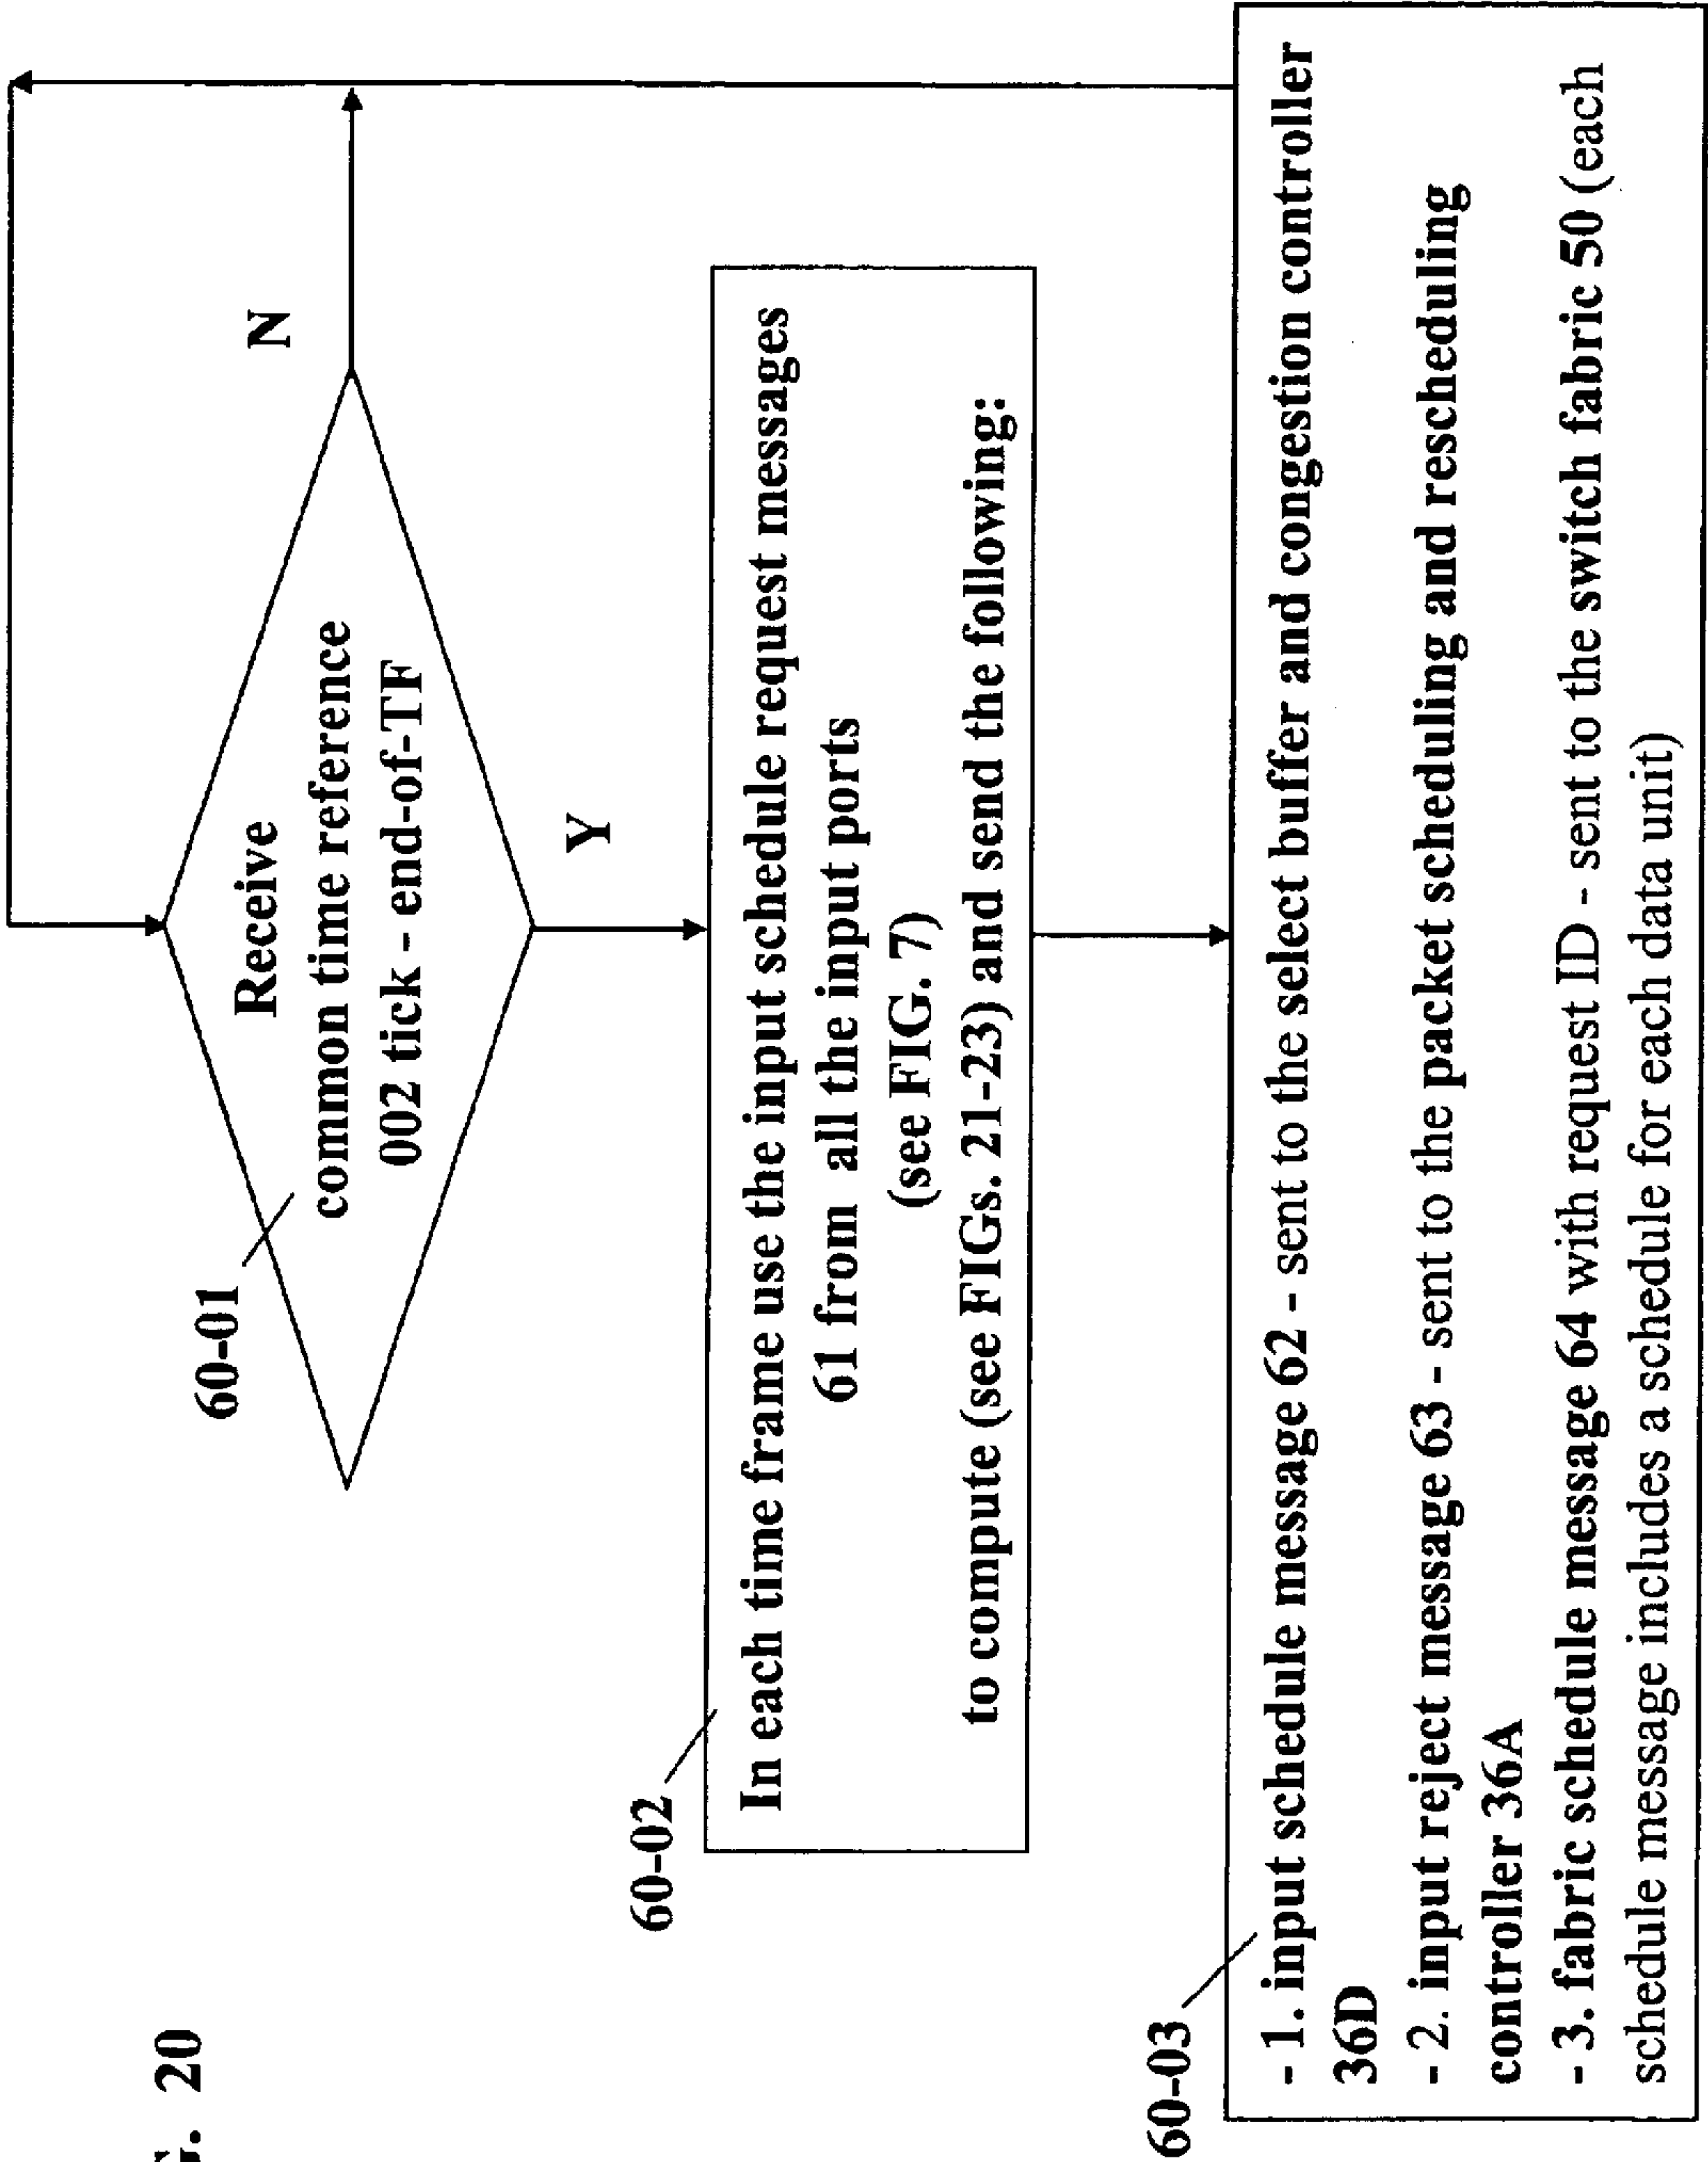 G. 20
60-01
Receive
common time reference
002 tick - end-of-TF
N
Y
60-02
In each time frame use the input schedule request messages
61 from all the input ports
(see FIG. 7)
to compute (see FIGs. 21-23) and send the following:
60-03
- 1. input schedule message 62 - sent to the select buffer and congestion controller
36D
- 2. input reject message 63 - sent to the packet scheduling and rescheduling
controller 36A
- 3. fabric schedule message 64 with request ID - sent to the switch fabric 50 (each
schedule message includes a schedule for each data unit)